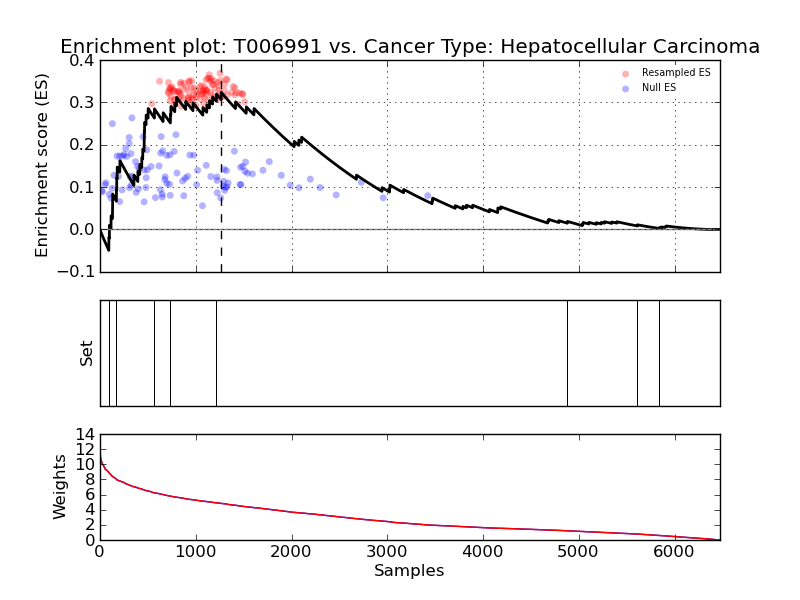 Enrichment plot: T006991 vs. Cancer Type: Hepatocellular Carcinoma
Enrichment score (ES)
0.4
0.3
0.2
0.1
0.0
−0.1
Resampled ES
Null ES
Set
Weights
14
12
10
8
6
4
2
0
0 1000 2000 3000 4000 5000 6000
Samples